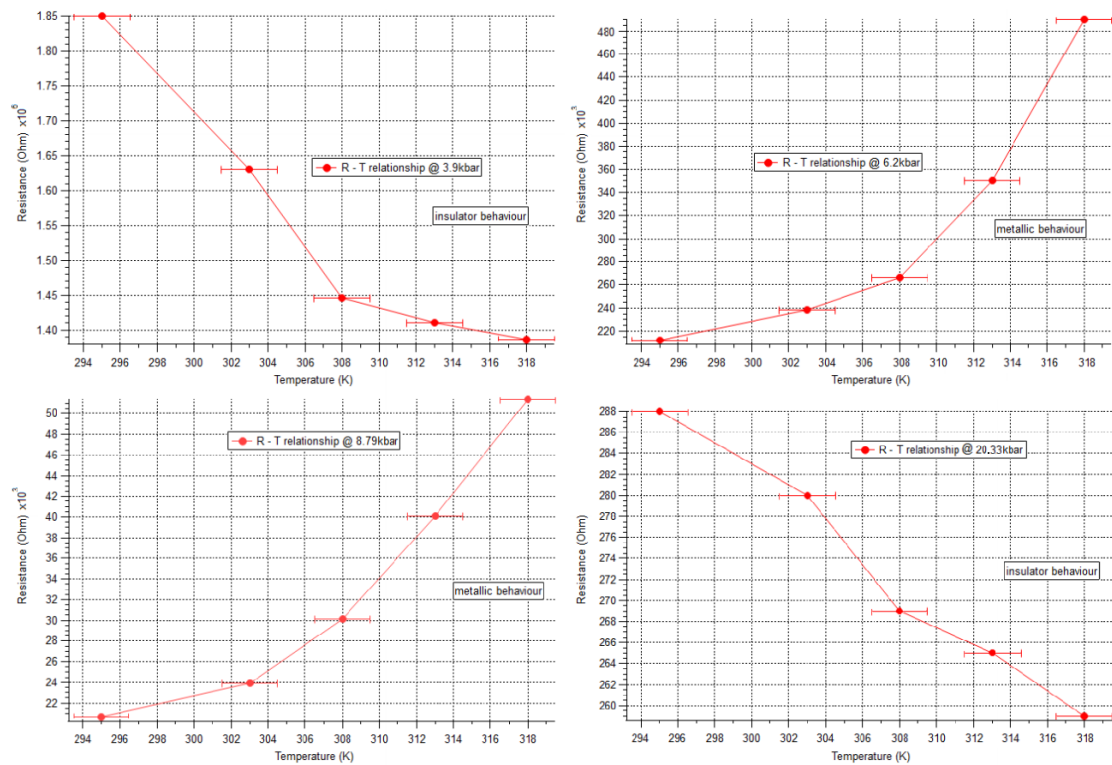 1.85
1.80
1.75
1.70
1.65
1.60
1.55
1.50
1.45
1.40
Resistance (Ohm) x10⁶
R - T relationship @ 3.9kbar
insulator behaviour
294 296 298 300 302 304 306 308 310 312 314 316 318
Temperature (K)
480
460
440
420
400
380
360
340
320
300
280
260
240
220
Resistance (Ohm) x10³
R - T relationship @ 6.2kbar
metallic behaviour
294 296 298 300 302 304 306 308 310 312 314 316 318
Temperature (K)
50
48
46
44
42
40
38
36
34
32
30
28
26
24
22
Resistance (Ohm) x10³
R - T relationship @ 8.79kbar
metallic behaviour
294 296 298 300 302 304 306 308 310 312 314 316 318
Temperature (K)
288
286
284
282
280
278
276
274
272
270
268
266
264
262
260
Resistance (Ohm)
R - T relationship @ 20.33kbar
insulator behaviour
294 296 298 300 302 304 306 308 310 312 314 316 318
Temperature (K)